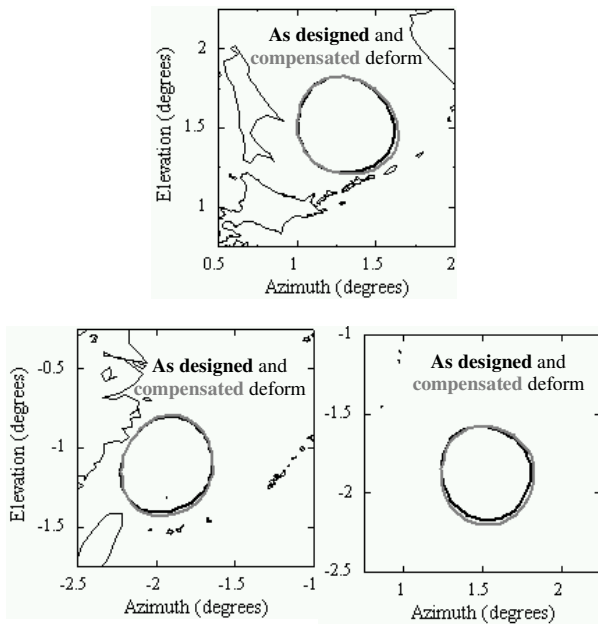 As designed and
compensated deform
2
1.5
1
Elevation (degrees)
0.5 1 1.5 2
Azimuth (degrees)
As designed and
compensated deform
-0.5
-1
-1.5
Elevation (degrees)
-2.5 -2 -1.5 -1
Azimuth (degrees)
As designed and
compensated deform
-1
-1.5
-2
-2.5
1 1.5 2
Azimuth (degrees)